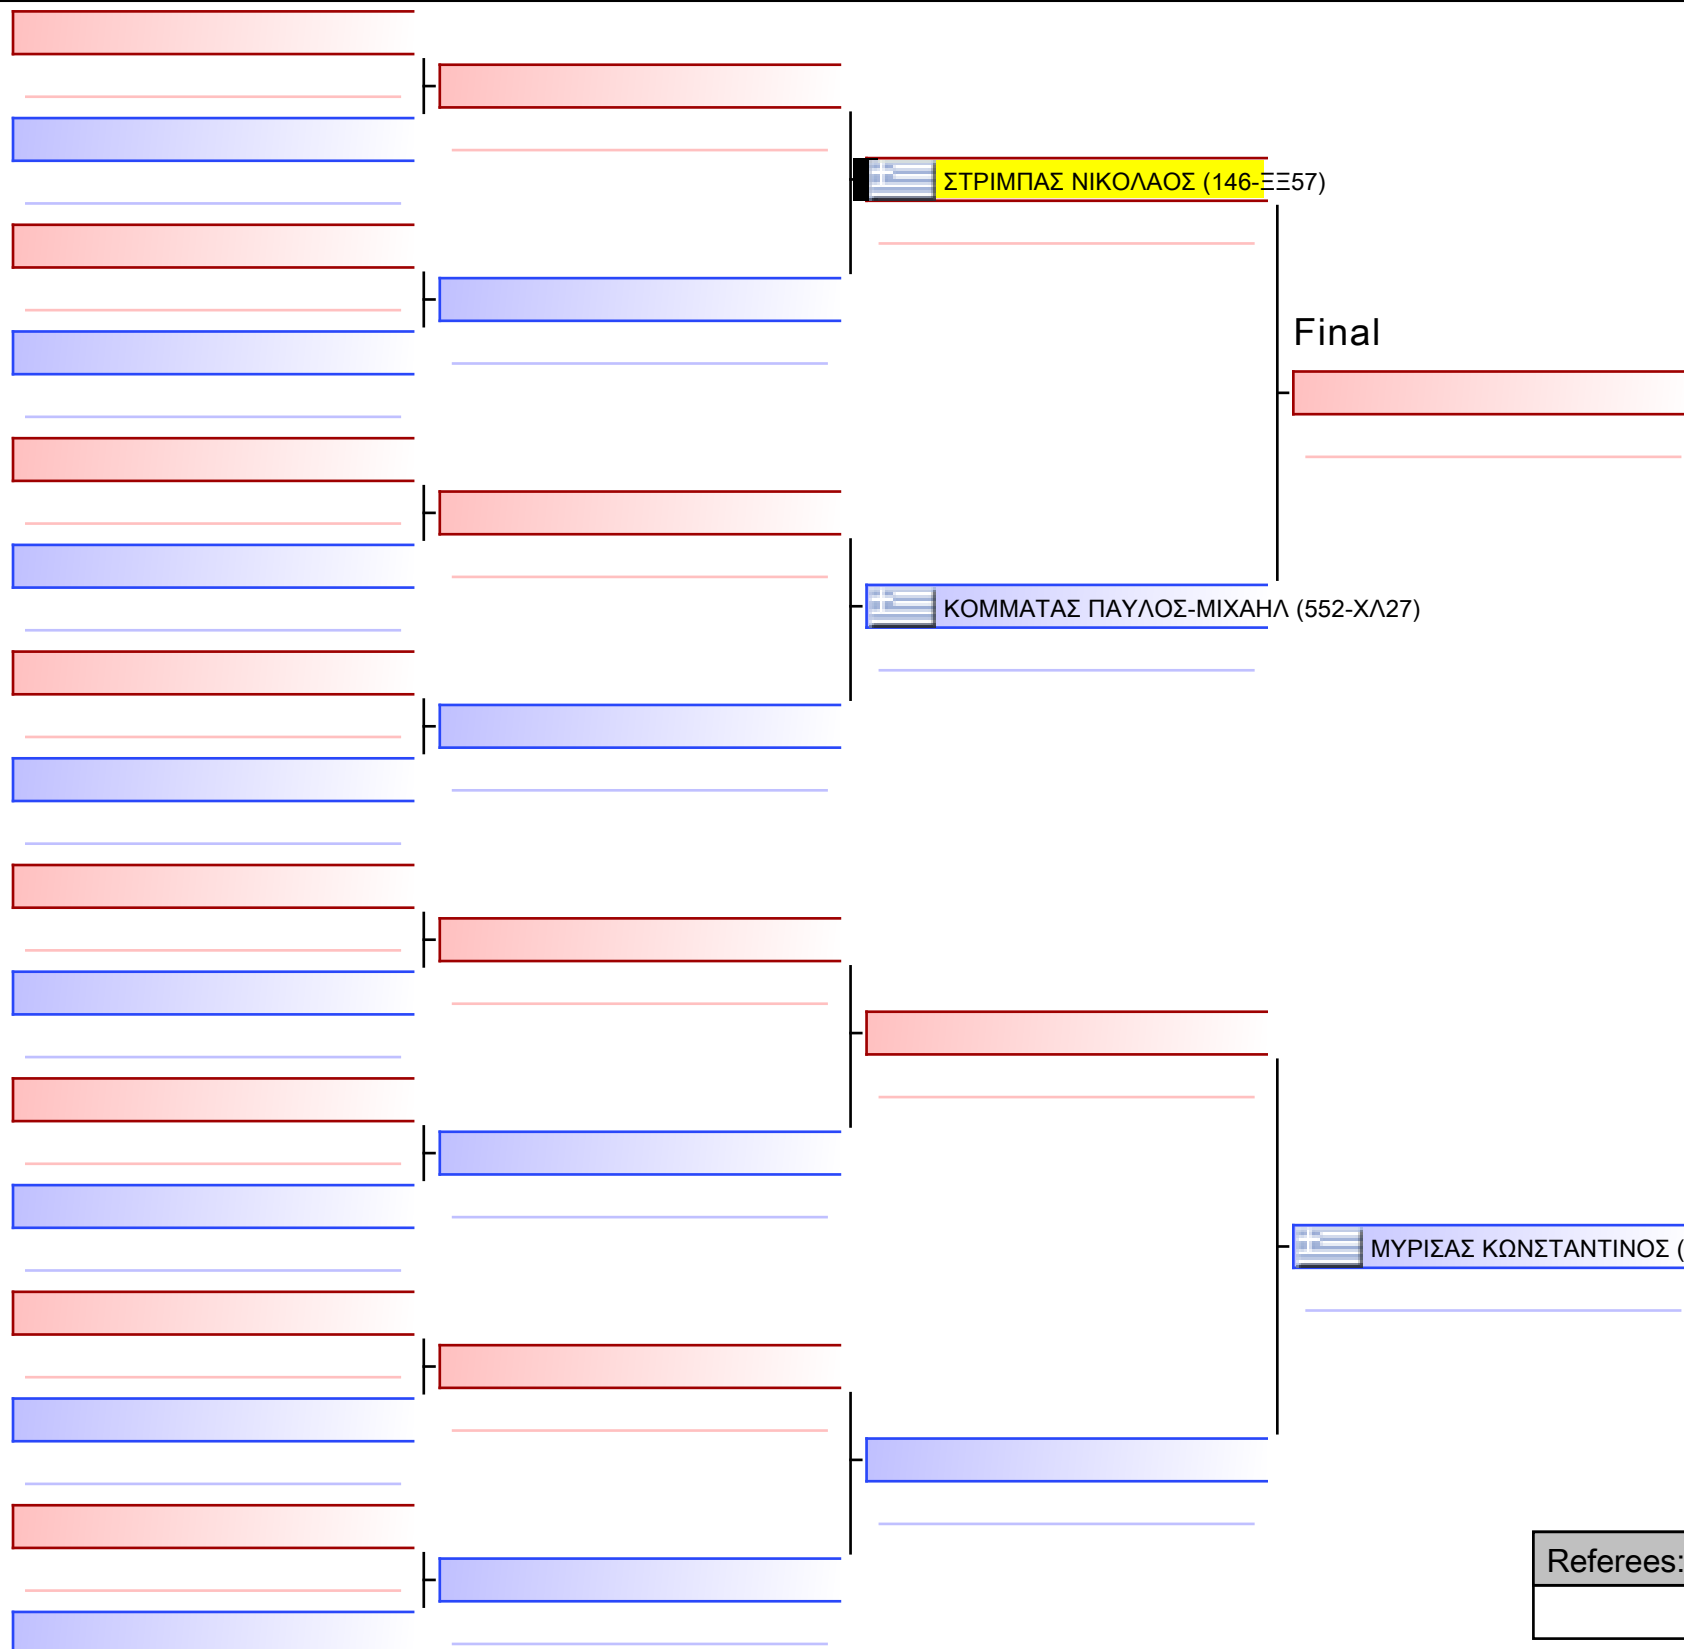 ΣΤΡΙΜΠΑΣ ΝΙΚΟΛΑΟΣ (146-ΞΞ57)
Final
ΚΟΜΜΑΤΑΣ ΠΑΥΛΟΣ-ΜΙΧΑΗΛ (552-ΧΛ27)
ΜΥΡΙΣΑΣ ΚΩΝΣΤΑΝΤΙΝΟΣ (
Referees: